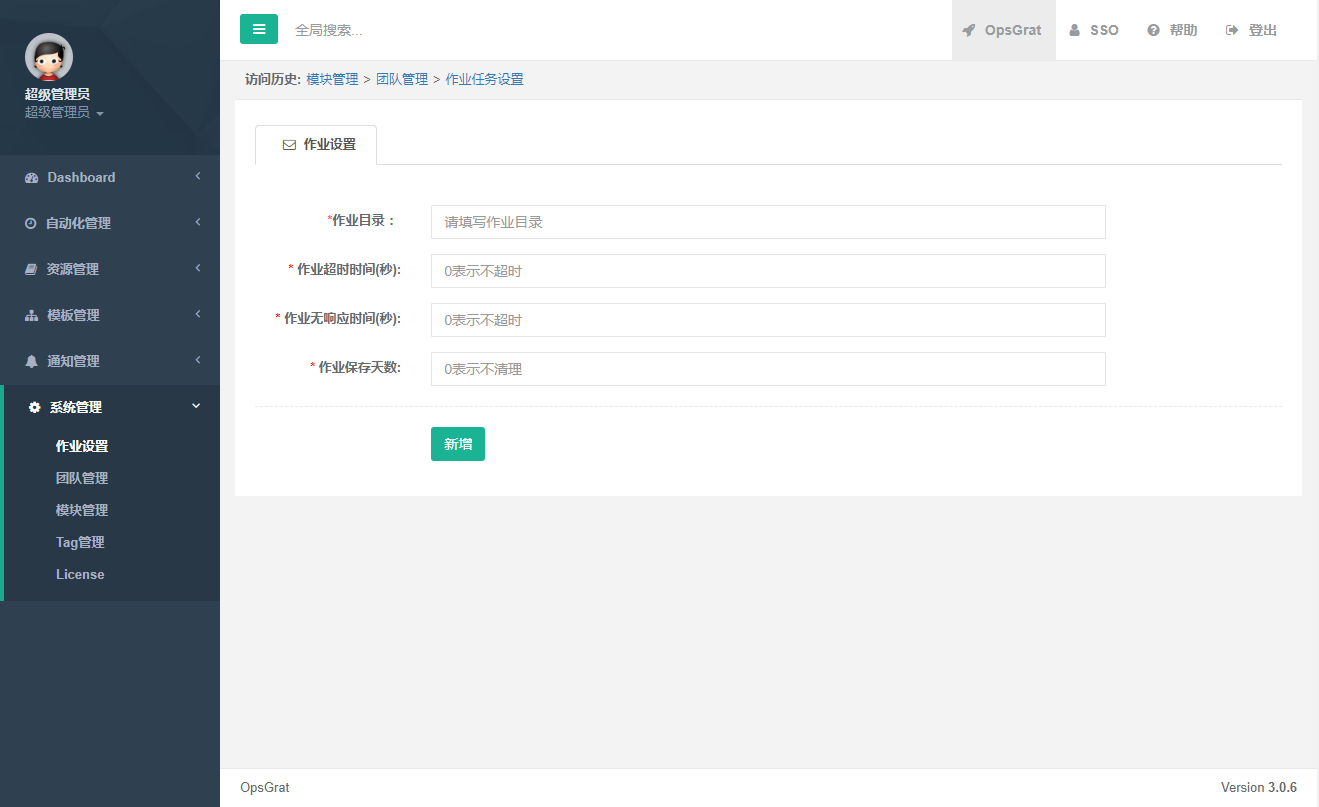 超级管理员
超级管理员
Dashboard
自动化管理
资源管理
模板管理
通知管理
系统管理
作业设置
团队管理
模块管理
Tag管理
License
全局搜索...
OpsGrat
SSO
帮助
登出
访问历史: 模块管理 > 团队管理 > 作业任务设置
作业设置
*作业目录：
请填写作业目录
* 作业超时时间(秒):
0表示不超时
* 作业无响应时间(秒):
0表示不超时
* 作业保存天数:
0表示不清理
新增
OpsGrat
Version 3.0.6